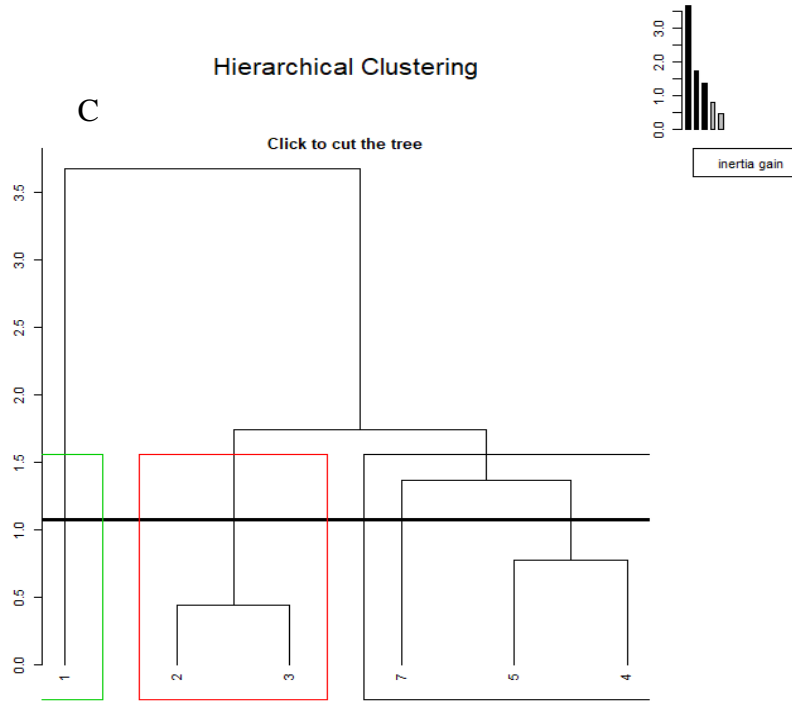 Hierarchical Clustering
C
Click to cut the tree
3.0
2.0
1.0
0.0
inertia gain
3.5
3.0
2.5
2.0
1.5
1.0
0.5
0.0
1 2 3 7 5 4